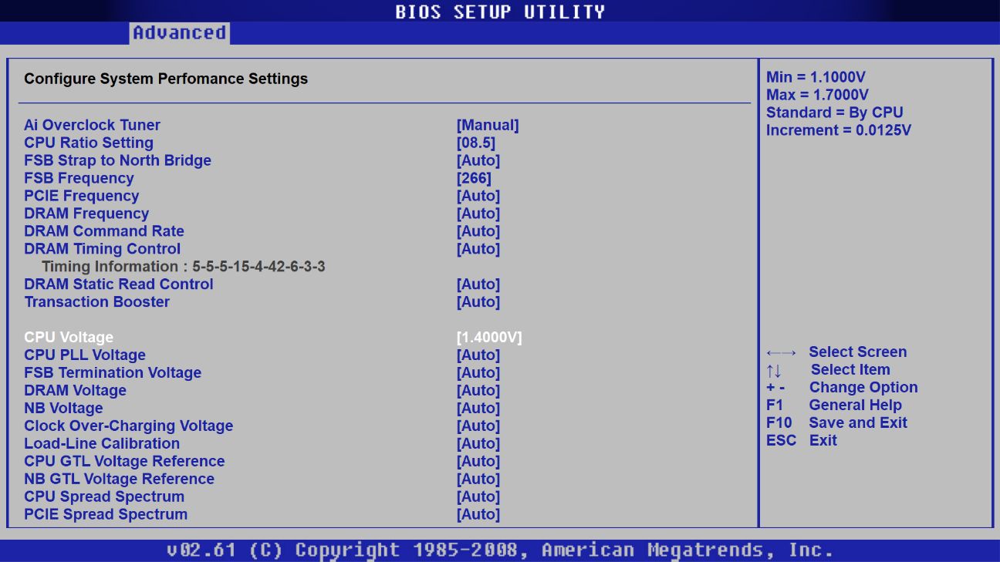 BIOS SETUP UTILITY
Advanced
Configure System Perfomance Settings
Ai Overclock Tuner [Manual]
CPU Ratio Setting [08.5]
FSB Strap to North Bridge [Auto]
FSB Frequency [266]
PCIE Frequency [Auto]
DRAM Frequency [Auto]
DRAM Command Rate [Auto]
DRAM Timing Control [Auto]
Timing Information : 5-5-5-15-4-42-6-3-3
DRAM Static Read Control [Auto]
Transaction Booster [Auto]
CPU Voltage [1.4000V]
CPU PLL Voltage [Auto]
FSB Termination Voltage [Auto]
DRAM Voltage [Auto]
NB Voltage [Auto]
Clock Over-Charging Voltage [Auto]
Load-Line Calibration [Auto]
CPU GTL Voltage Reference [Auto]
NB GTL Voltage Reference [Auto]
CPU Spread Spectrum [Auto]
PCIE Spread Spectrum [Auto]
Min = 1.1000V
Max = 1.7000V
Standard = By CPU
Increment = 0.0125V
←→ Select Screen
↑↓ Select Item
+ - Change Option
F1 General Help
F10 Save and Exit
ESC Exit
v02.61 (C) Copyright 1985-2008, American Megatrends, Inc.